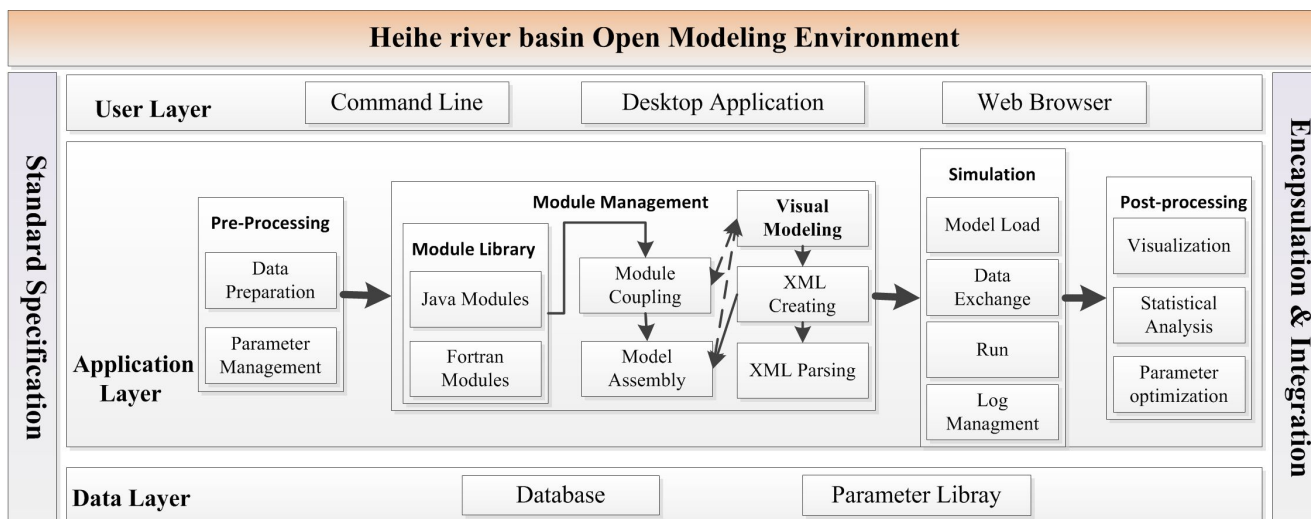 Heihe river basin Open Modeling Environment
Standard Specification
User Layer
Command Line
Desktop Application
Web Browser
Application
Layer
Pre-Processing
Data
Preparation
Parameter
Management
Module Management
Module Library
Java Modules
Fortran
Modules
Module
Coupling
Model
Assembly
Visual
Modeling
XML
Creating
XML Parsing
Simulation
Model Load
Data
Exchange
Run
Log
Managment
Post-processing
Visualization
Statistical
Analysis
Parameter
optimization
Data Layer
Database
Parameter Libray
Encapsulation & Integration